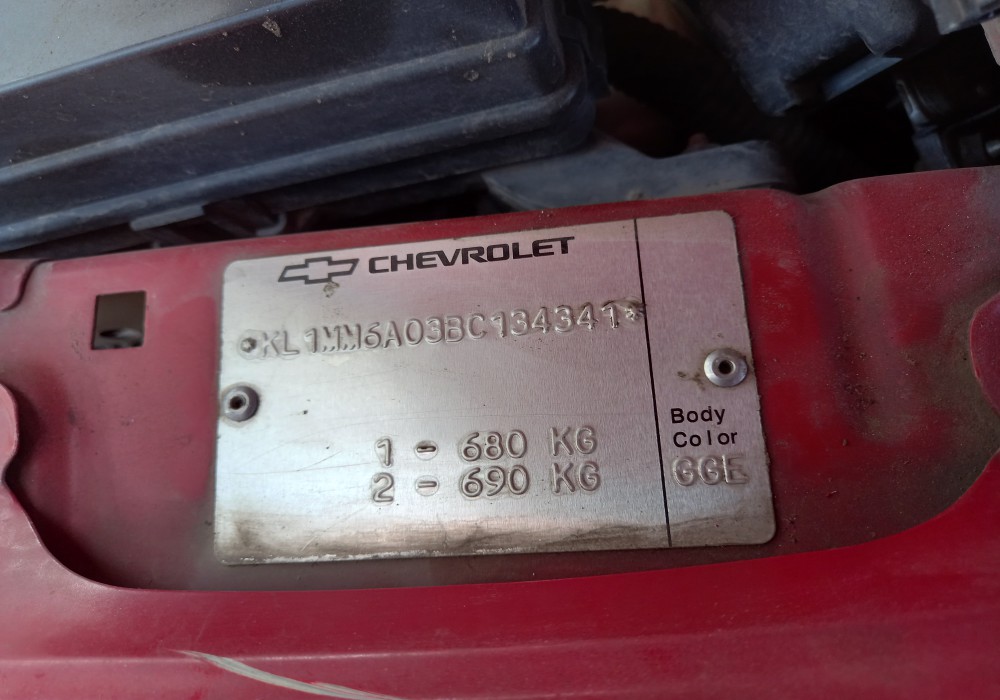 CHEVROLET
*KL1MM6A03BC134341*
1 - 680 KG
2 - 690 KG
Body
Color
GGE